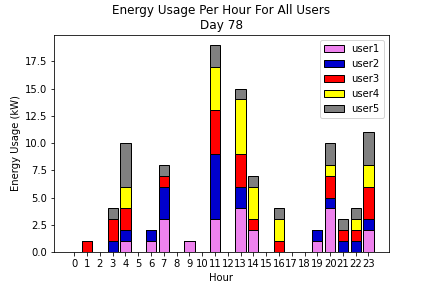 Energy Usage Per Hour For All Users
Day 78
Energy Usage (kW)
17.5
15.0
12.5
10.0
7.5
5.0
2.5
0.0
user1
user2
user3
user4
user5
0 1 2 3 4 5 6 7 8 9 10 11 12 13 14 15 16 17 18 19 20 21 22 23
Hour